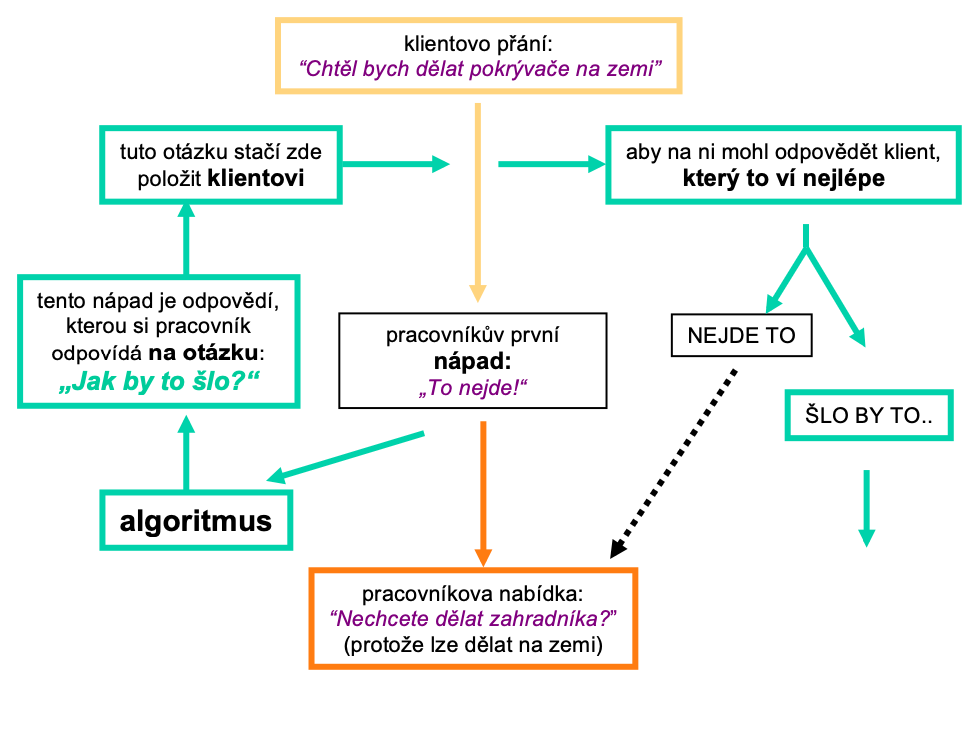 klientovo přání:
“Chtěl bych dělat pokrývače na zemi”
tuto otázku stačí zde
položit klientovi
aby na ni mohl odpovědět klient,
který to ví nejlépe
tento nápad je odpovědí,
kterou si pracovník
odpovídá na otázku:
„Jak by to šlo?“
pracovníkův první
nápad:
„To nejde!“
NEJDE TO
ŠLO BY TO..
algoritmus
pracovníkova nabídka:
“Nechcete dělat zahradníka?”
(protože lze dělat na zemi)